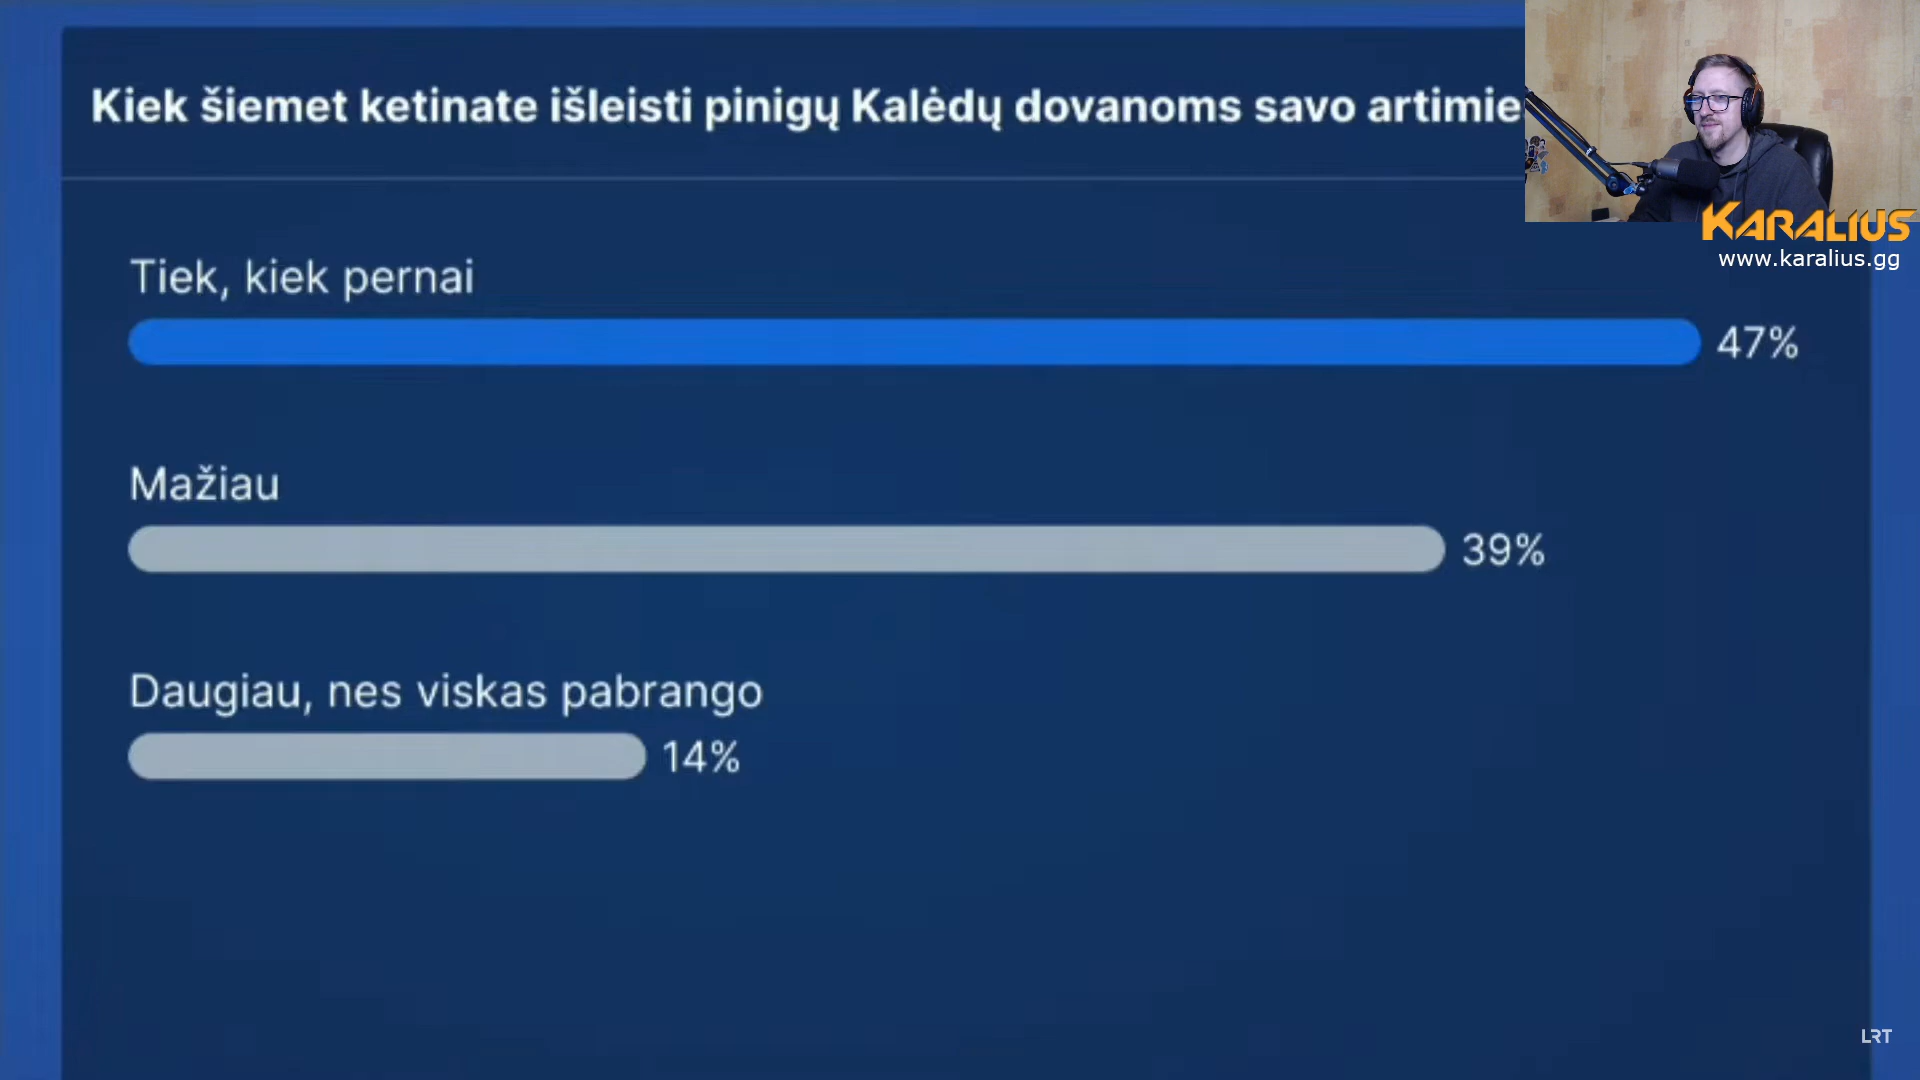 Kiek šiemet ketinate išleisti pinigų Kalėdų dovanoms savo
KARALIUS
www.karalius.gg
Tiek, kiek pernai
47%
Mažiau
39%
Daugiau, nes viskas pabrango
14%
LRT